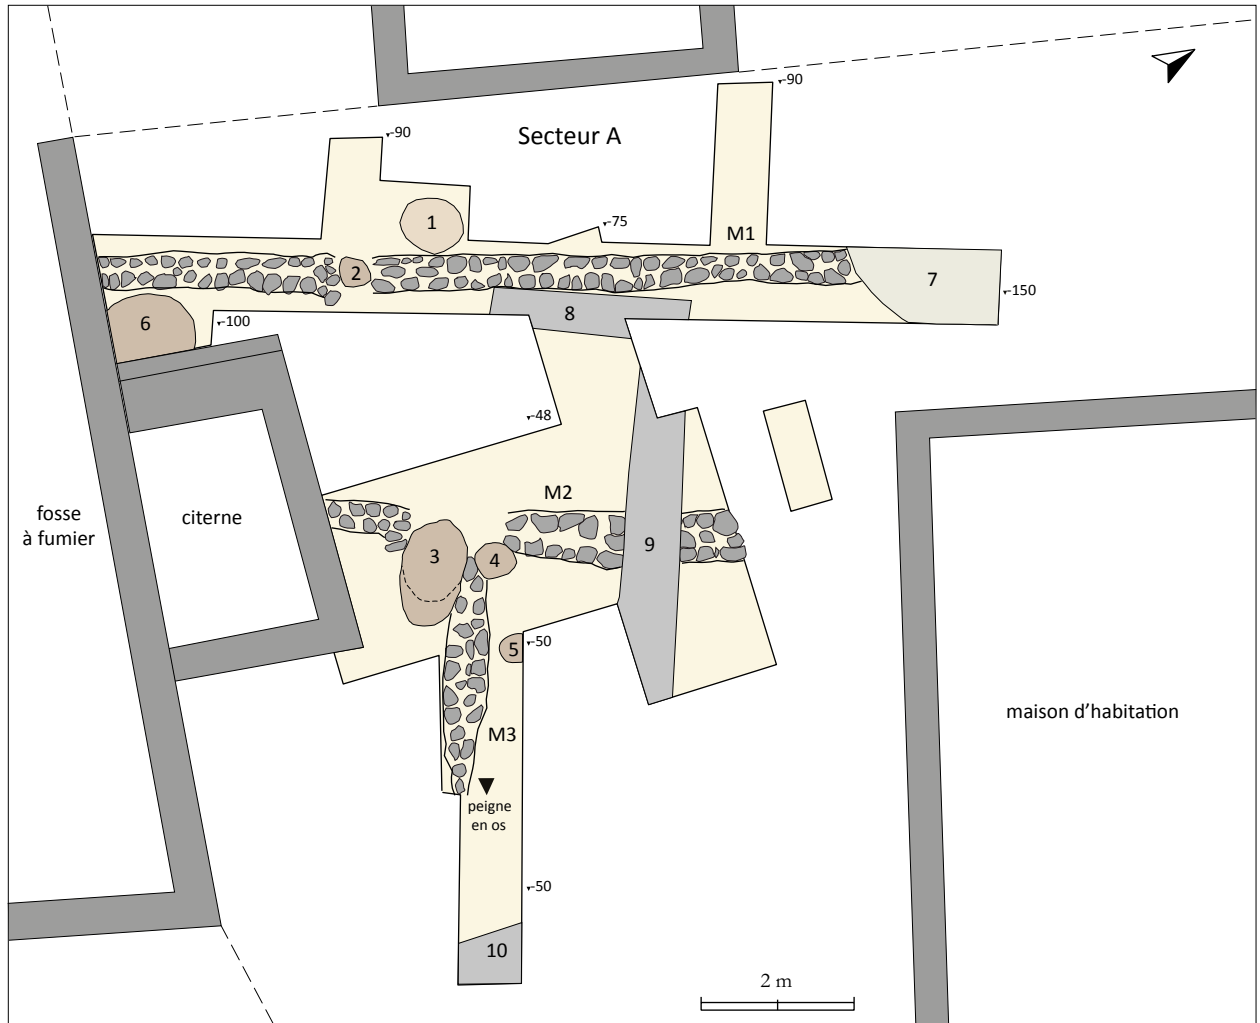 -90
-90
Secteur A
1
-75
M1
2
7
-150
6
-100
8
-48
M2
fosse
à fumier
citerne
3
4
9
5
-50
maison d'habitation
M3
peigne
en os
-50
10
2 m